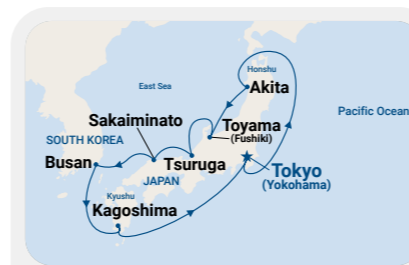 Honshu
Akita
East Sea
Pacific Ocean
Toyama
(Fushiki)
Sakaiminato
SOUTH KOREA
Busan
Tsuruga
JAPAN
Tokyo
(Yokohama)
Kyushu
Kagoshima